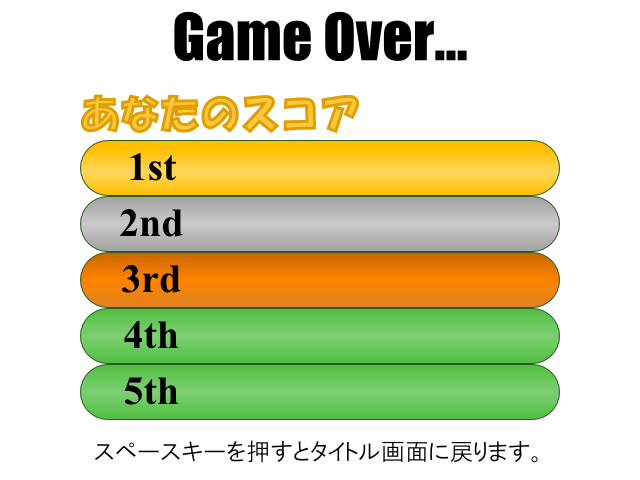 Game Over...
あなたのスコア
1st
2nd
3rd
4th
5th
スペースキーを押すとタイトル画面に戻ります。